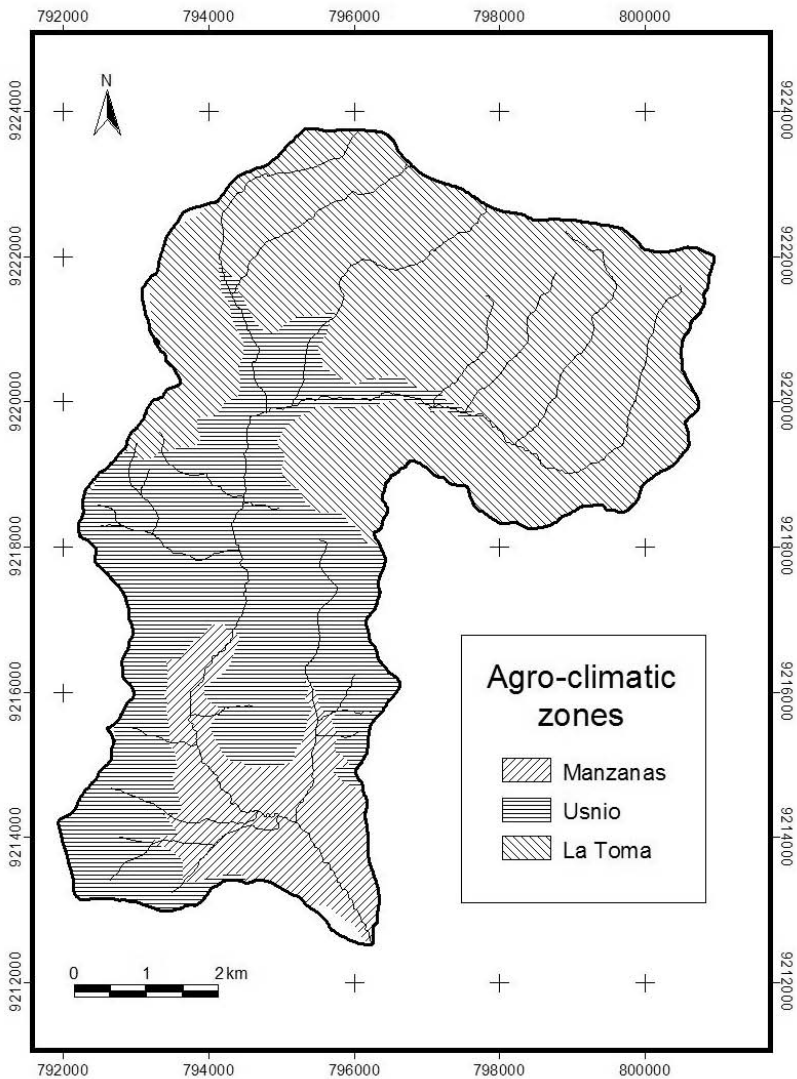 792000 794000 796000 798000 800000
N
9224000 9224000
9222000 9222000
9220000 9220000
9218000 9218000
Agro-climatic
zones
9216000 9216000
Manzanas
Usnio
La Toma
9214000 9214000
0 1 2 km
9212000 9212000
792000 794000 796000 798000 800000